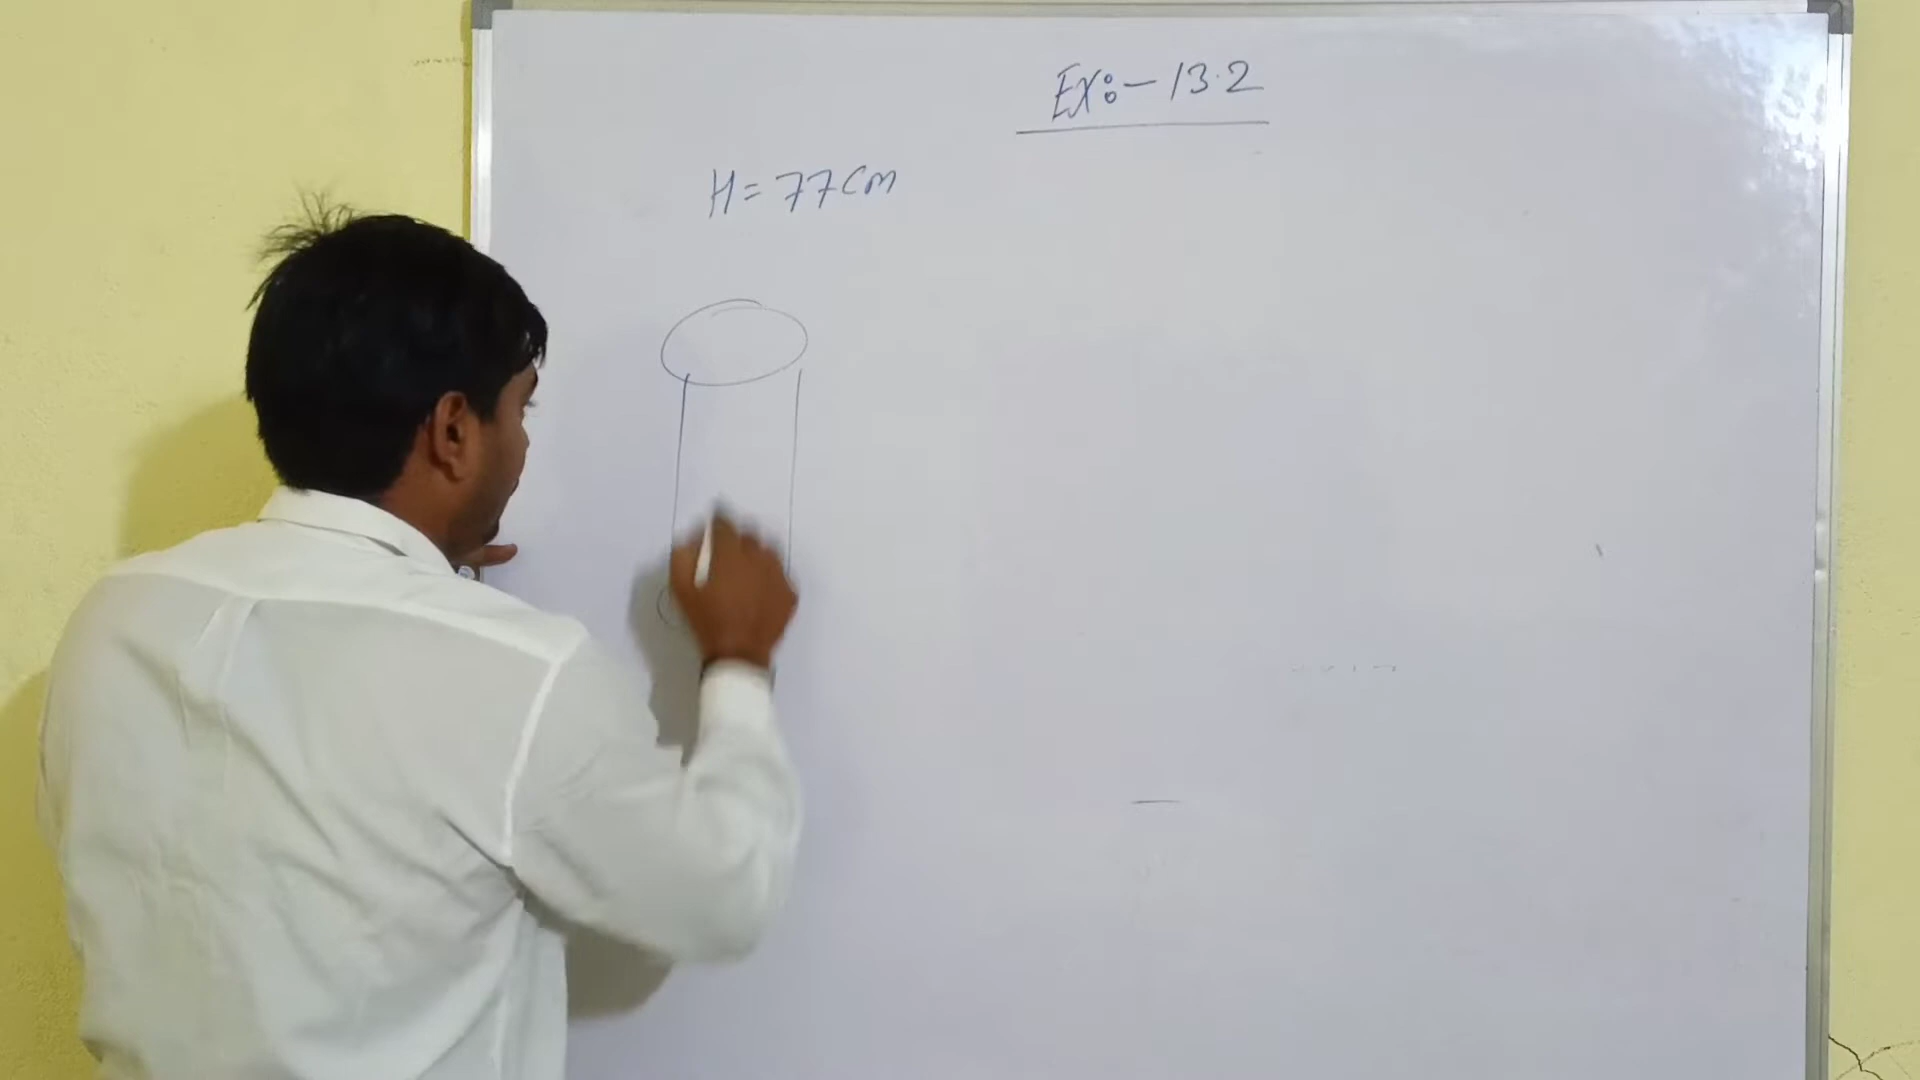 Ex:- 13.2
H = 77cm